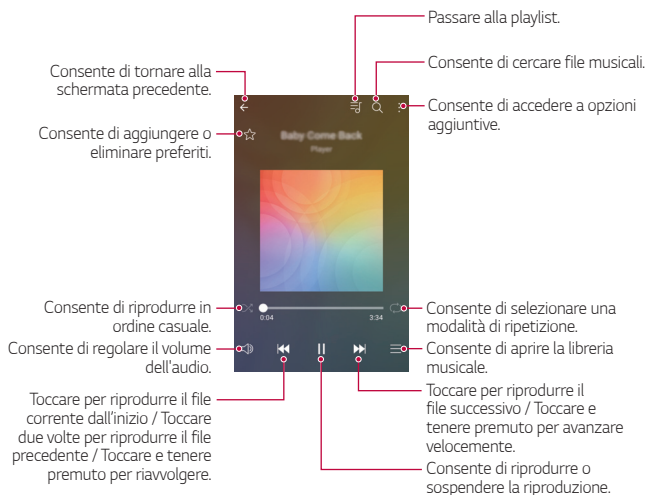 Passare alla playlist.
Consente di cercare file musicali.
Consente di tornare alla
schermata precedente.
Consente di accedere a opzioni
aggiuntive.
Consente di aggiungere o
eliminare preferiti.
Baby Come Back
Player
Consente di riprodurre in
ordine casuale.
0:04
3:34
Consente di selezionare una
modalità di ripetizione.
Consente di regolare il volume
dell'audio.
Consente di aprire la libreria
musicale.
Toccare per riprodurre il file
corrente dall’inizio / Toccare
due volte per riprodurre il file
precedente / Toccare e tenere
premuto per riavvolgere.
Toccare per riprodurre il
file successivo / Toccare e
tenere premuto per avanzare
velocemente.
Consente di riprodurre o
sospendere la riproduzione.